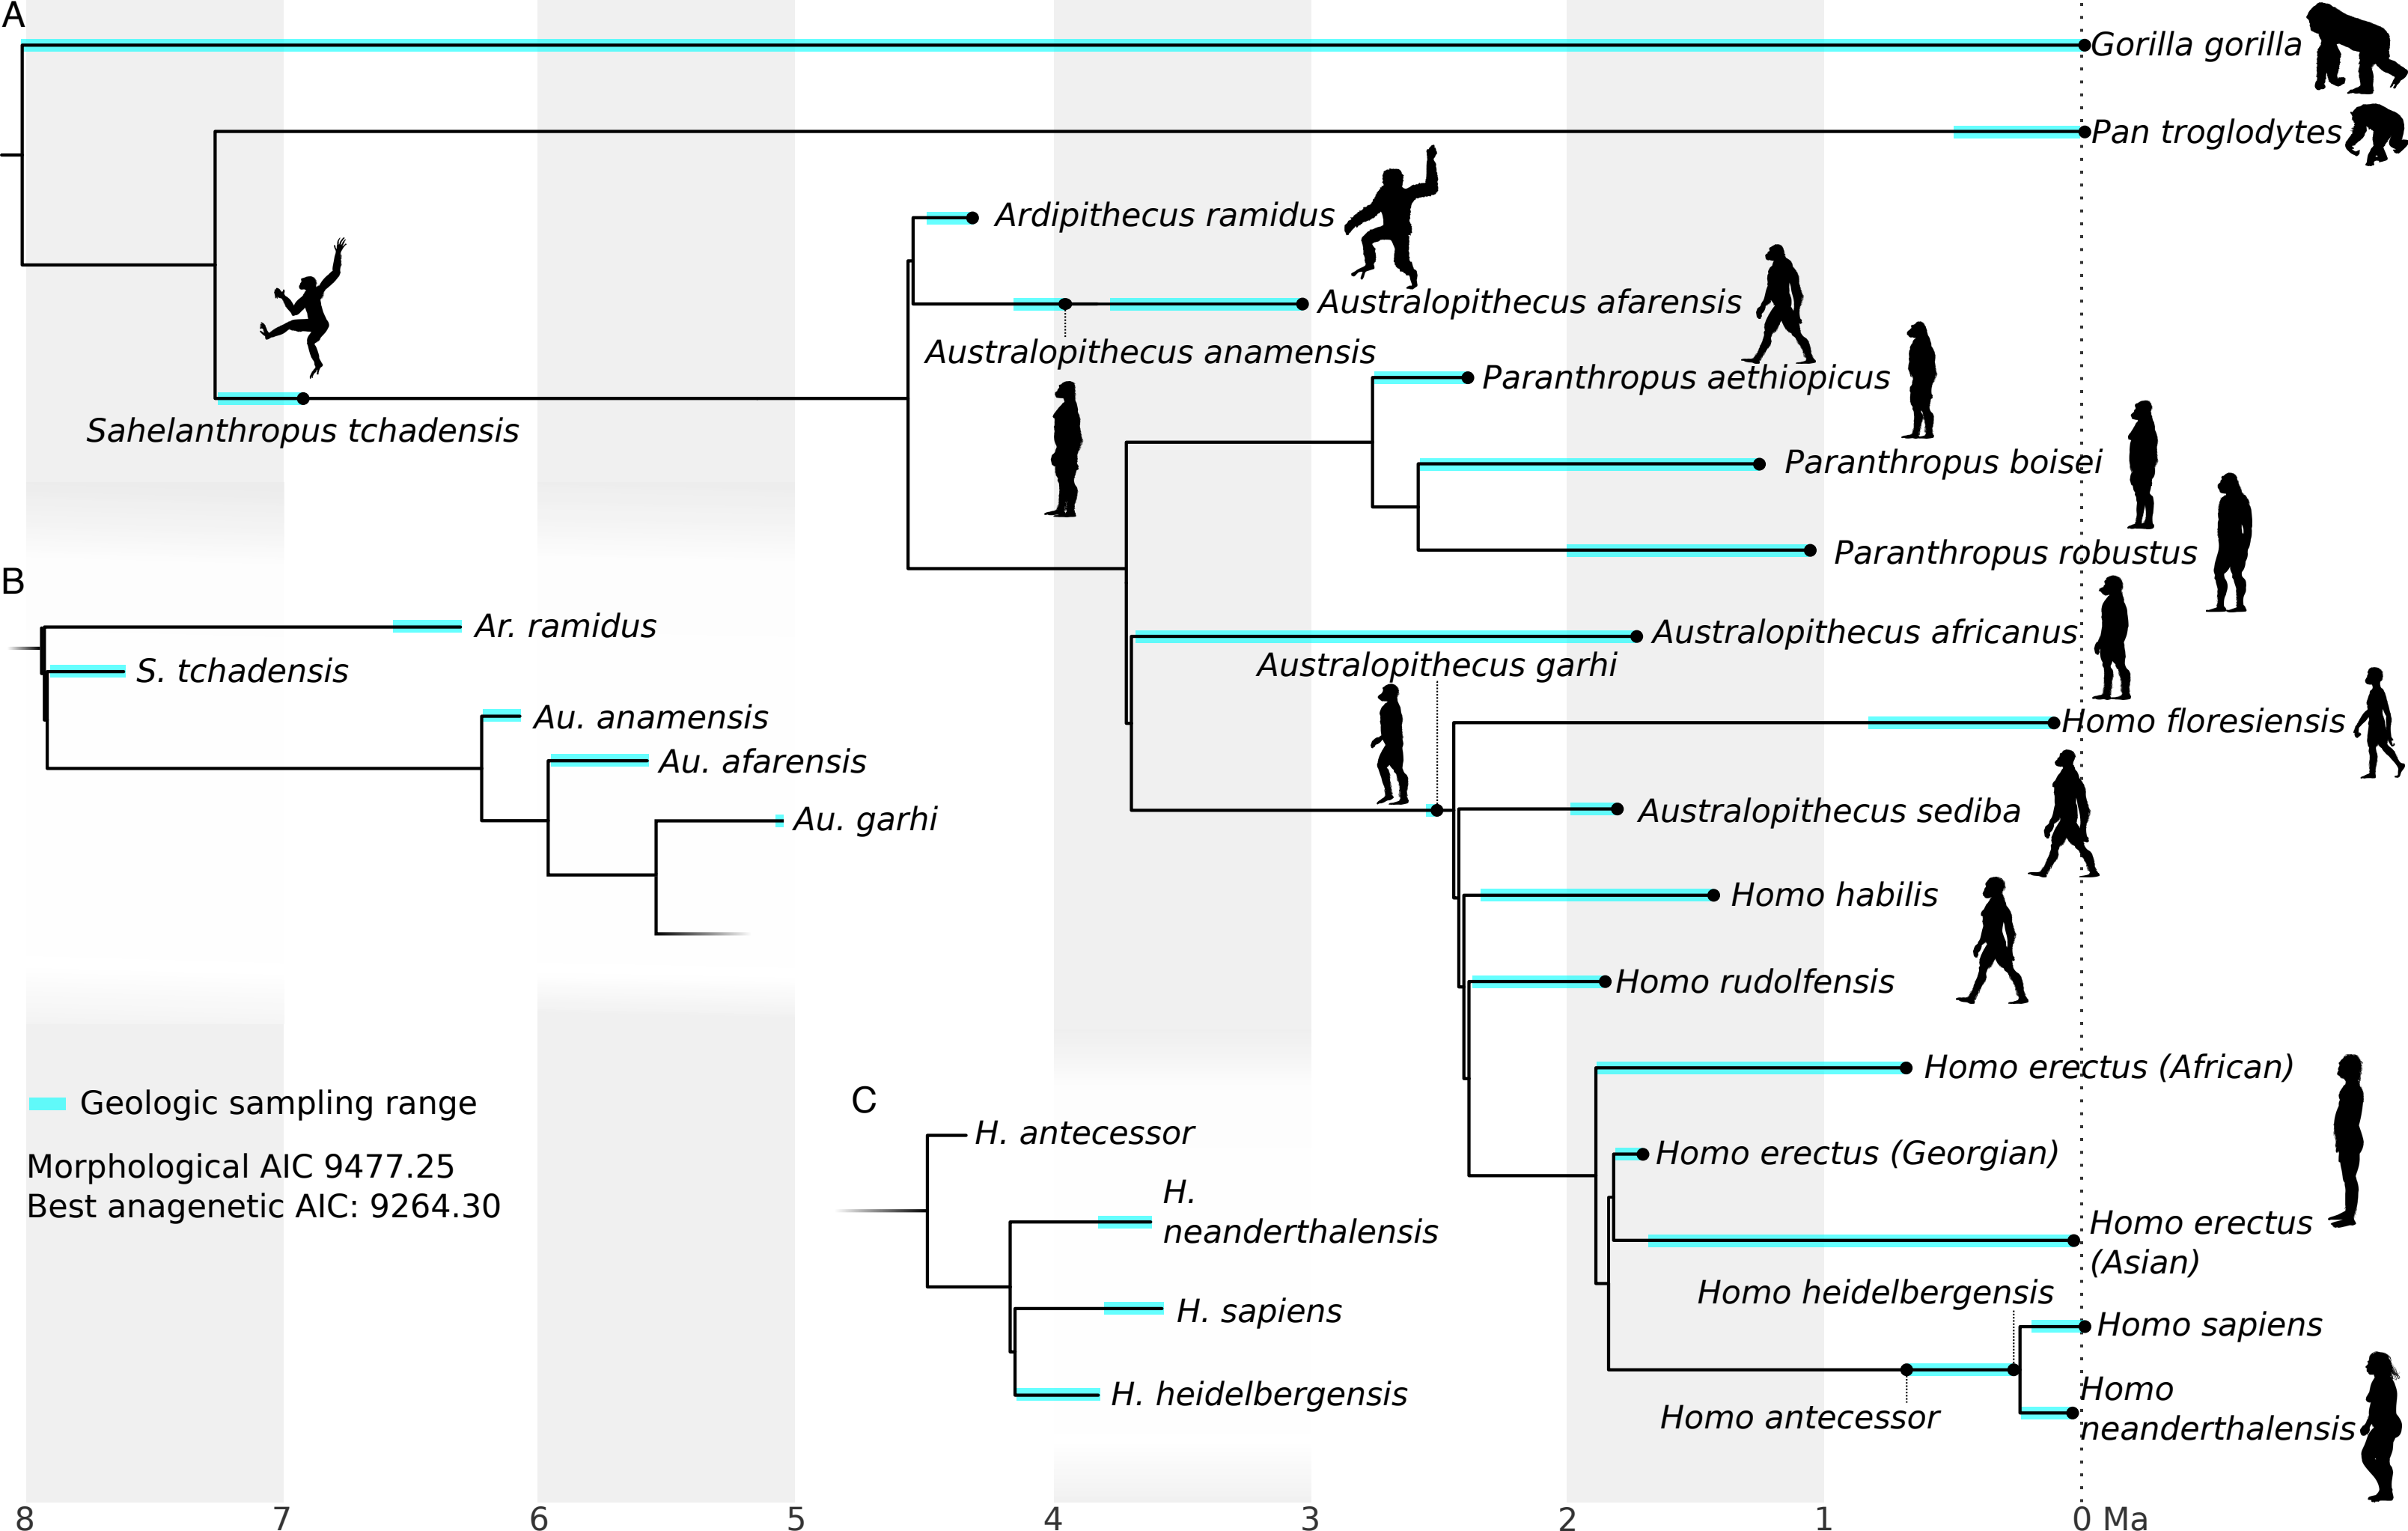 A
Gorilla gorilla
Pan troglodytes
Ardipithecus ramidus
Australopithecus afarensis
Australopithecus anamensis
Paranthropus aethiopicus
Sahelanthropus tchadensis
Paranthropus boisei
Paranthropus robustus
B
Ar. ramidus
S. tchadensis
Au. anamensis
Au. afarensis
Au. garhi
Australopithecus africanus
Australopithecus garhi
Homo floresiensis
Australopithecus sediba
Homo habilis
Homo rudolfensis
Homo erectus (African)
Homo erectus (Georgian)
Homo erectus
(Asian)
Homo heidelbergensis
Homo sapiens
Homo antecessor
Homo
neanderthalensis
Geologic sampling range
Morphological AIC 9477.25
Best anagenetic AIC: 9264.30
C
H. antecessor
H.
neanderthalensis
H. sapiens
H. heidelbergensis
8 7 6 5 4 3 2 1 0 Ma